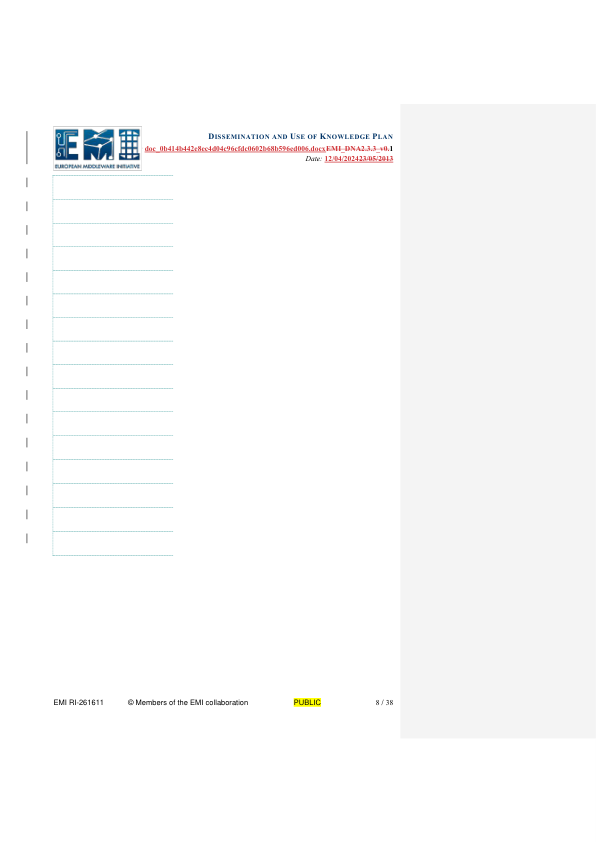 EMI
EUROPEAN MIDDLEWARE INITIATIVE
DISSEMINATION AND USE OF KNOWLEDGE PLAN
doc_0b414b442c8cc4d04c96cfdc0602b68b596ed006.docxEMI_DNA2.3.3_v0.1
Date: 12/04/202423/05/2013
EMI RI-261611 © Members of the EMI collaboration PUBLIC 8 / 38